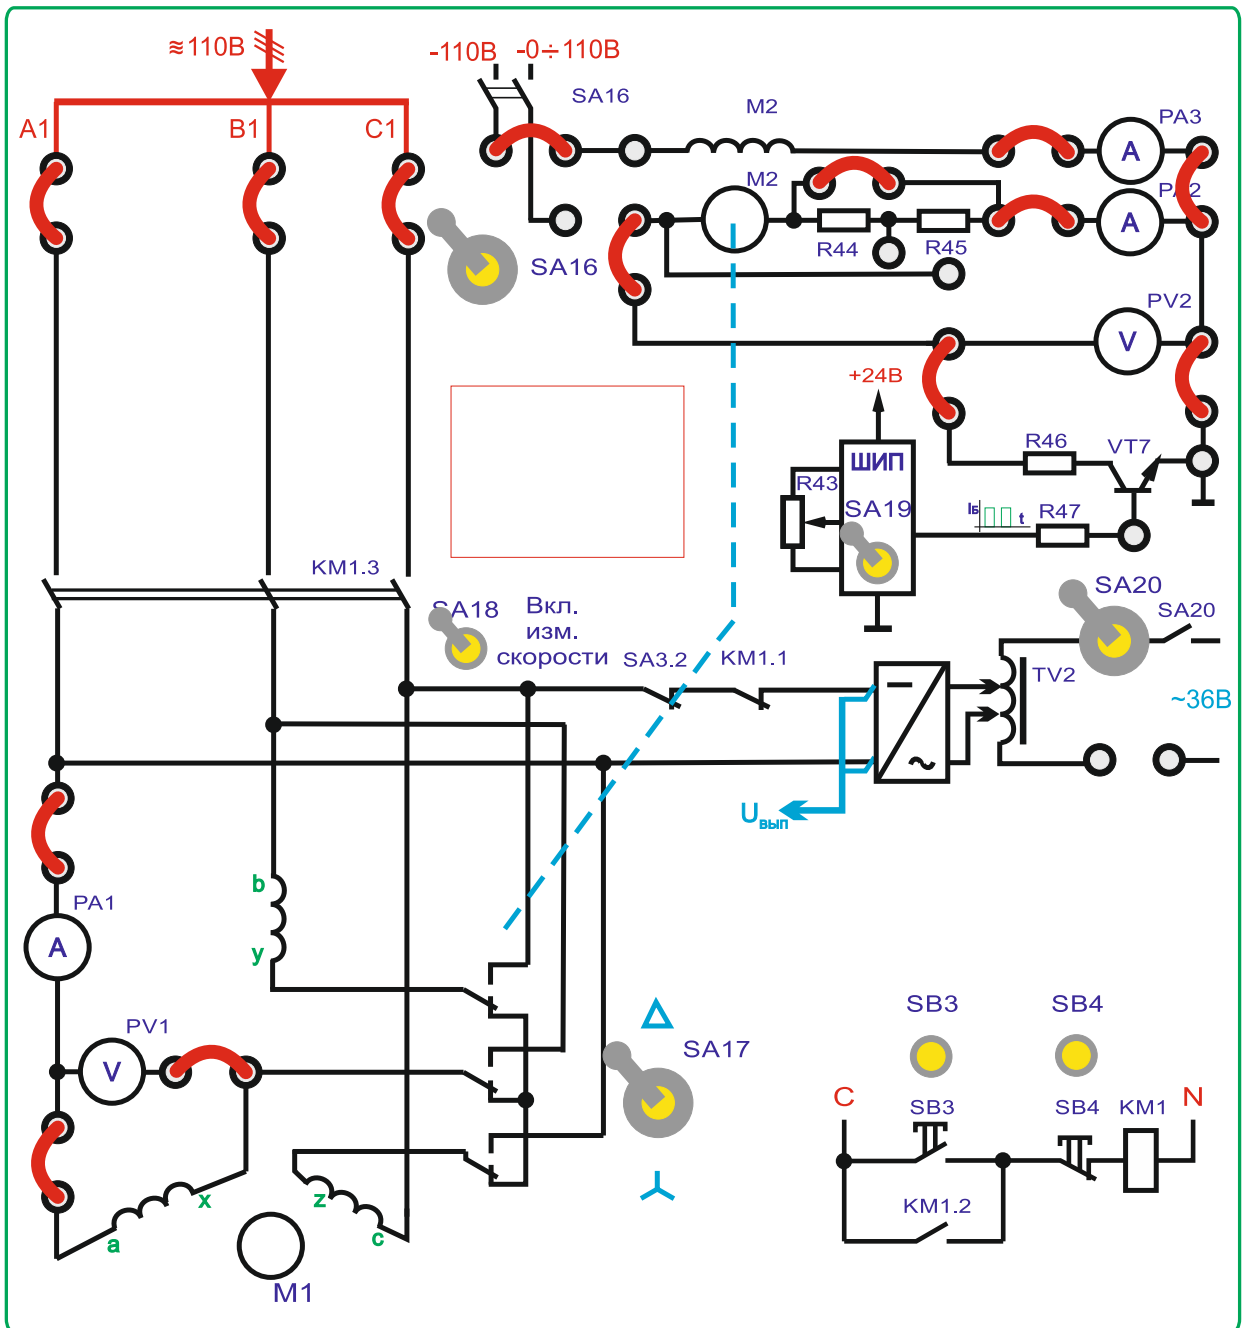 ≋110В
-110В
-0÷110В
A1
B1
C1
SA16
M2
PA3
A
M2
PA2
A
R44
R45
SA16
PV2
V
+24В
ШИП
R43
SA19
R46
VT7
IБ
t
R47
KM1.3
SA18
Вкл.
изм.
скорости
SA3.2
KM1.1
SA20
SA20
TV2
~36В
Uвып
b
y
PA1
A
PV1
V
SA17
SB3
SB4
C
SB3
SB4
KM1
N
KM1.2
x
z
a
c
M1